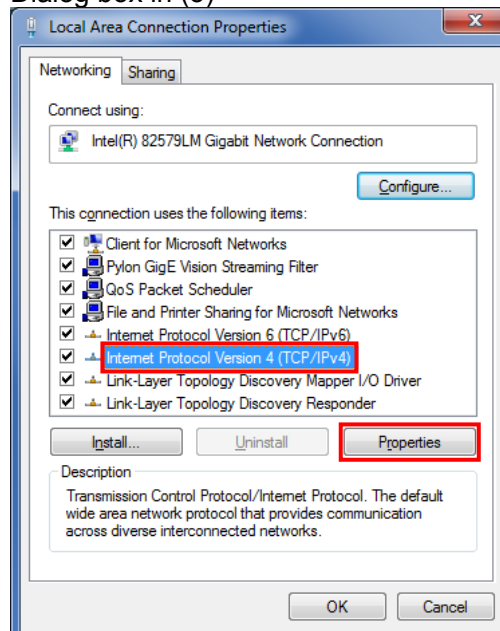 Dialog box in (3)
Local Area Connection Properties
Networking Sharing
Connect using:
Intel(R) 82579LM Gigabit Network Connection
Configure...
This connection uses the following items:
Client for Microsoft Networks
Pylon GigE Vision Streaming Filter
QoS Packet Scheduler
File and Printer Sharing for Microsoft Networks
Internet Protocol Version 6 (TCP/IPv6)
Internet Protocol Version 4 (TCP/IPv4)
Link-Layer Topology Discovery Mapper I/O Driver
Link-Layer Topology Discovery Responder
Install... Uninstall Properties
Description
Transmission Control Protocol/Internet Protocol. The default
wide area network protocol that provides communication
across diverse interconnected networks.
OK Cancel